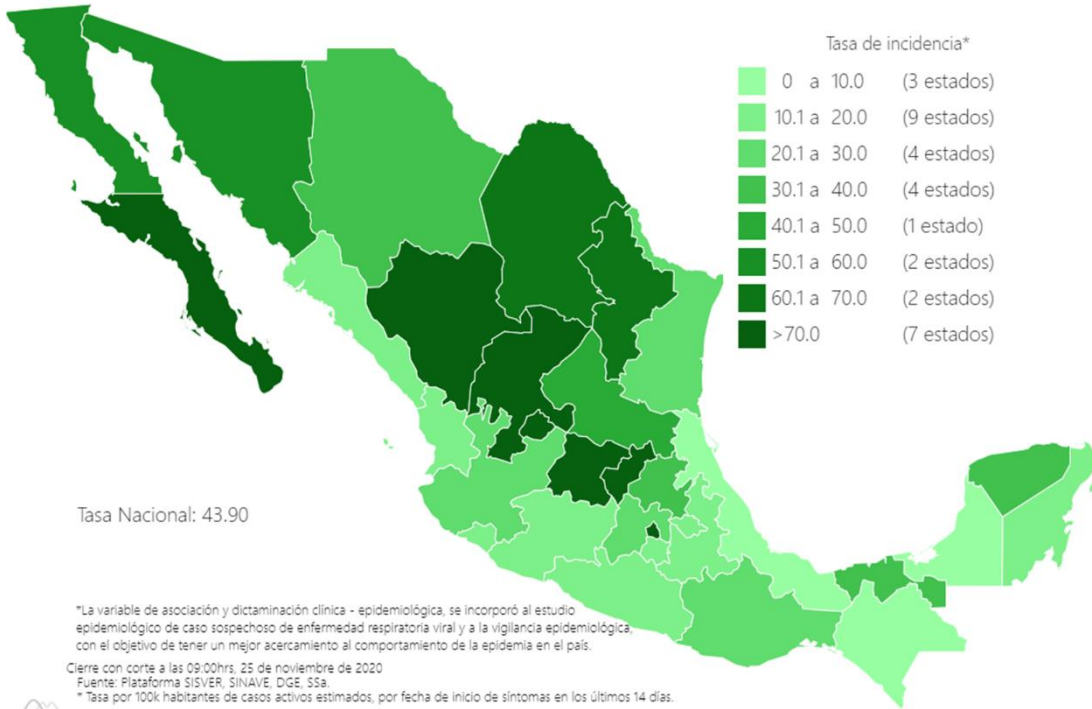 Tasa de incidencia*
0 a 10.0 (3 estados)
10.1 a 20.0 (9 estados)
20.1 a 30.0 (4 estados)
30.1 a 40.0 (4 estados)
40.1 a 50.0 (1 estado)
50.1 a 60.0 (2 estados)
60.1 a 70.0 (2 estados)
>70.0 (7 estados)
Tasa Nacional: 43.90
*La variable de asociación y dictaminación clínica - epidemiológica, se incorporó al estudio
epidemiológico de caso sospechoso de enfermedad respiratoria viral y a la vigilancia epidemiológica,
con el objetivo de tener un mejor acercamiento al comportamiento de la epidemia en el país.
Cierre con corte a las 09:00hrs, 25 de noviembre de 2020
Fuente: Plataforma SISVER, SINAVE, DGE, SSa.
* Tasa por 100k habitantes de casos activos estimados, por fecha de inicio de síntomas en los últimos 14 días.